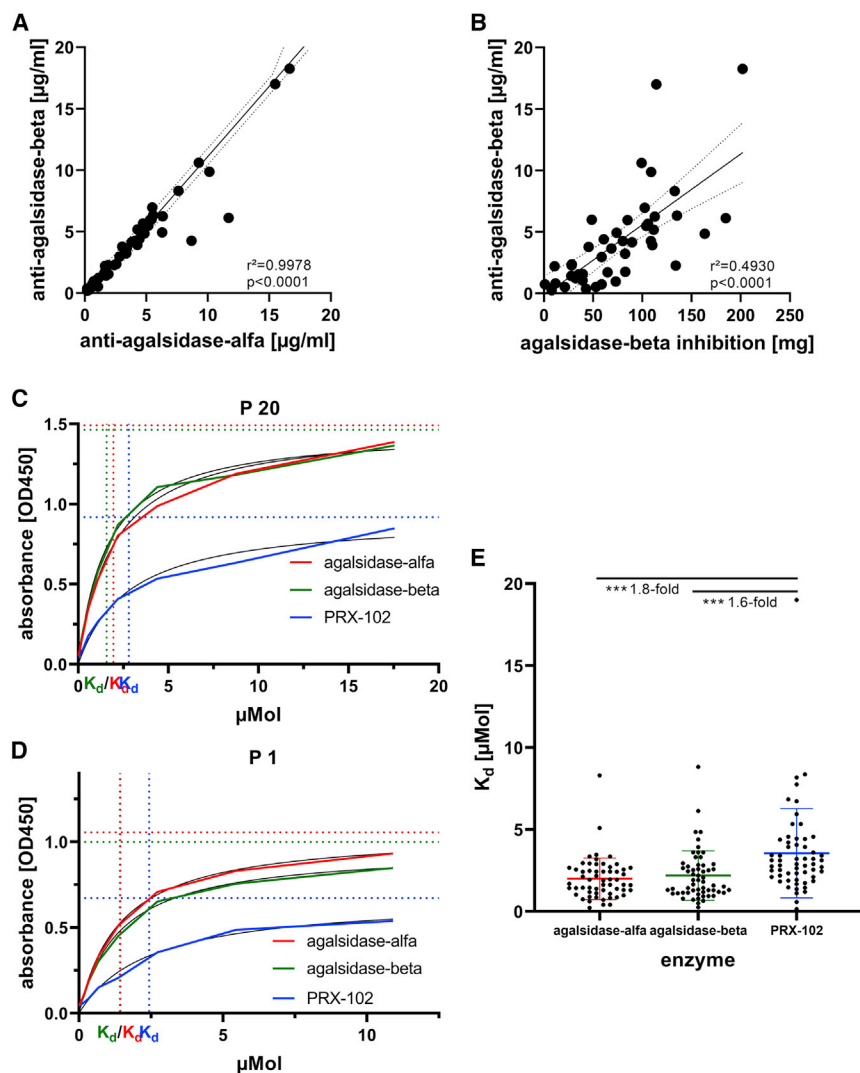 A
anti-agalsidase-beta [µg/ml]
20
15
10
5
0
0 5 10 15 20
r²=0.9978
p<0.0001
anti-agalsidase-alfa [µg/ml]
B
anti-agalsidase-beta [µg/ml]
20
15
10
5
0
0 50 100 150 200 250
r²=0.4930
p<0.0001
agalsidase-beta inhibition [mg]
C
P 20
absorbance [OD450]
1.5
1.0
0.5
0.0
agalsidase-alfa
agalsidase-beta
PRX-102
0 5 10 15 20
Kd/KdKd
µMol
D
P 1
absorbance [OD450]
1.0
0.5
0.0
agalsidase-alfa
agalsidase-beta
PRX-102
0 5 10
Kd/KdKd
µMol
E
Kd [µMol]
20
15
10
5
0
*** 1.8-fold
*** 1.6-fold
agalsidase-alfa agalsidase-beta PRX-102
enzyme